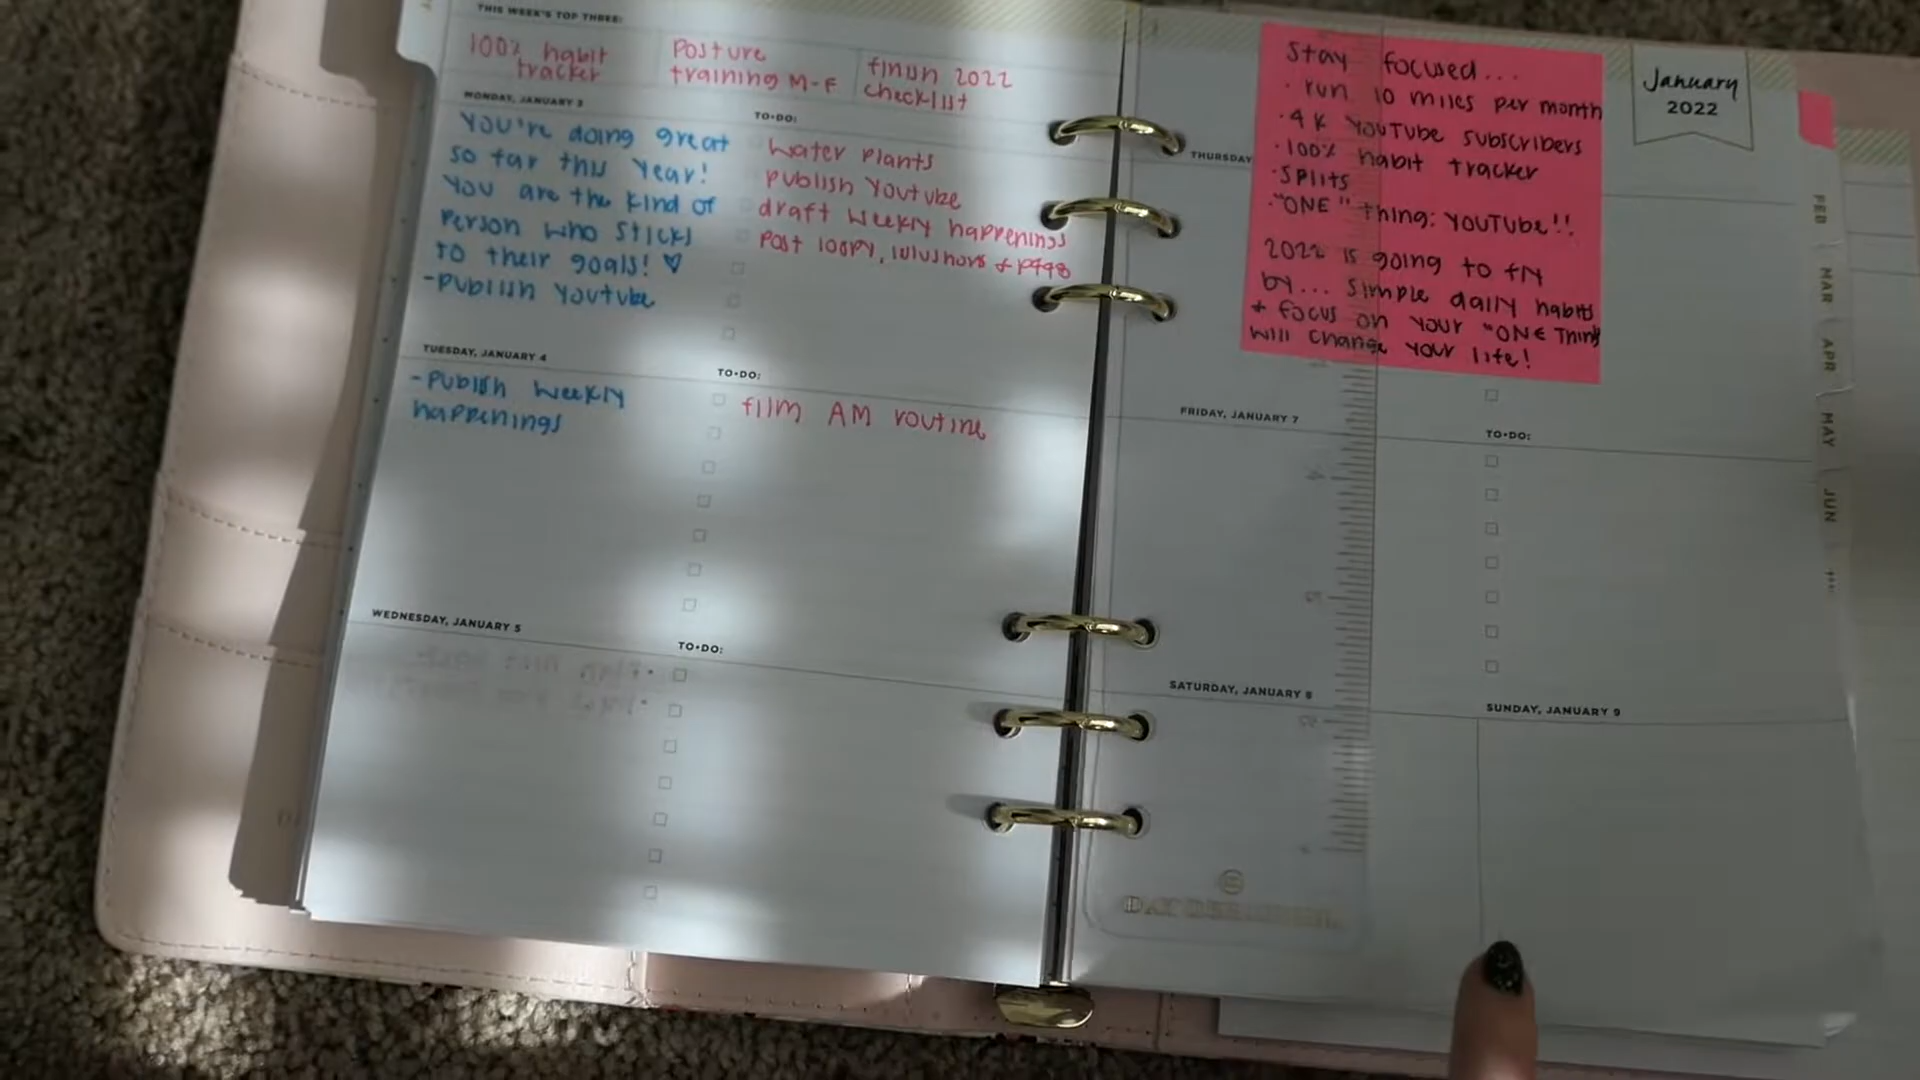 THIS WEEK'S TOP THREE:
100% habit
tracker
Posture
training M-F
finish 2022
checklist
MONDAY, JANUARY 3
You're doing great
so far this year!
You are the kind of
person who sticks
to their goals! ♡
-publish Youtube
TO-DO:
water plants
publish Youtube
draft weekly happenings
Post loopy,
TUESDAY, JANUARY 4
-publish weekly
happenings
TO-DO:
film AM routine
WEDNESDAY, JANUARY 5
TO-DO:
Stay focused...
· run 10 miles per month
· 4K YouTube subscribers
· 100% habit tracker
· Splits
· "ONE" thing: YOUTUBE!!
2022 is going to fly
by... simple daily habits
+ focus on your "ONE Thing
will change your life!
January
2022
THURSDAY
FRIDAY, JANUARY 7
TO-DO:
SATURDAY, JANUARY 8
SUNDAY, JANUARY 9
DAY DESIGNER
FEB
MAR
APR
MAY
JUN